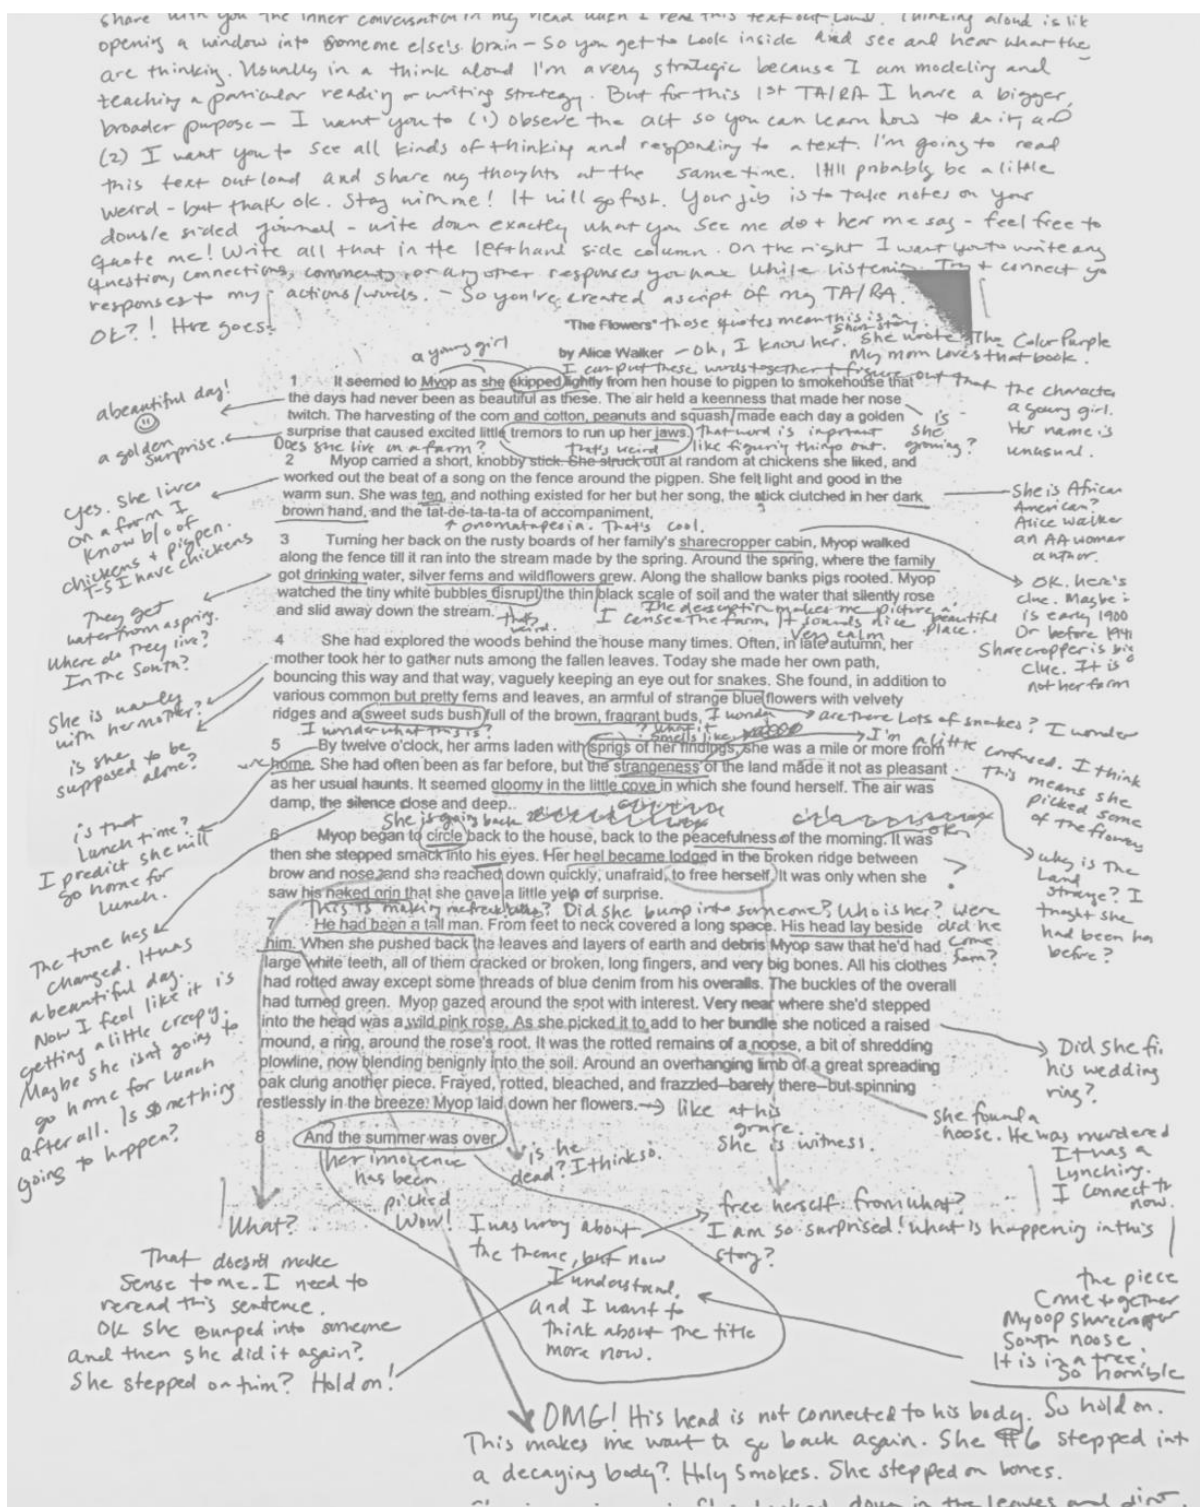 share with you the inner conversation in my head when I read this text out loud. Thinking aloud is lik
opening a window into someone else's brain - So you get to look inside and see and hear what the
are thinking. Usually in a think aloud I'm a very strategic because I am modeling and
teaching a particular reading or writing strategy. But for this 1st TA/RA I have a bigger,
broader purpose - I want you to (1) observe the act so you can learn how to do it, and
(2) I want you to see all kinds of thinking and responding to a text. I'm going to read
this text out load and share my thoughts at the same time. It'll probably be a little
weird - but that's ok. Stay with me! It will go fast. Your job is to take notes on your
double sided journal - write down exactly what you see me do + hear me say - feel free to
quote me! Write all that in the lefthand side column. On the right I want you to write any
question, connections, comments, or any other responses you have while listening. Try + connect yo
responses to my actions/words. - So you've created a script of my TA/RA.
OK?! Here goes.
"The Flowers" those quotes mean this is a
short story.
a young girl
by Alice Walker - Oh, I know her. She wrote The Color Purple
My mom loves that book.
I can put these words together + figure out that the character
a young girl.
Her name is
unusual.
1 It seemed to Myop as she skipped lightly from hen house to pigpen to smokehouse that
the days had never been as beautiful as these. The air held a keenness that made her nose
twitch. The harvesting of the corn and cotton, peanuts and squash, made each day a golden
surprise that caused excited little tremors to run up her jaws.
a beautiful day!
a golden
surprise.
That word is important
like figuring things out.
is
she
growing?
Does she live on a farm?
that's weird
2 Myop carried a short, knobby stick. She struck out at random at chickens she liked, and
worked out the beat of a song on the fence around the pigpen. She felt light and good in the
warm sun. She was ten, and nothing existed for her but her song, the stick clutched in her dark
brown hand, and the tat-de-ta-ta-ta of accompaniment,
onomatapesia. That's cool.
yes. She lives
on a farm I
know b/c of
chickens + pigpen.
T-S I have chickens
She is African
American?
Alice Walker
an AA woman
author.
3 Turning her back on the rusty boards of her family's sharecropper cabin, Myop walked
along the fence till it ran into the stream made by the spring. Around the spring, where the family
got drinking water, silver ferns and wildflowers grew. Along the shallow banks pigs rooted. Myop
watched the tiny white bubbles disrupt the thin black scale of soil and the water that silently rose
and slid away down the stream.
that's
weird.
The description makes me picture a beautiful
I can see the farm. It sounds nice place.
Very calm
They get
water from a spring.
Where do they live?
In the South?
OK. here's
clue. Maybe i
is early 1900
Or before 1941
Sharecropper is big
clue. It is
not her farm
4 She had explored the woods behind the house many times. Often, in late autumn, her
mother took her to gather nuts among the fallen leaves. Today she made her own path,
bouncing this way and that way, vaguely keeping an eye out for snakes. She found, in addition to
various common but pretty ferns and leaves, an armful of strange blue flowers with velvety
ridges and a sweet suds bush full of the brown, fragrant buds.
I wonder are there lots of snakes? I wonder
I wonder what this is?
what it
smells like
She is usually
with her mother?
is she
supposed to be
alone?
5 By twelve o'clock, her arms laden with sprigs of her findings, she was a mile or more from
home. She had often been as far before, but the strangeness of the land made it not as pleasant
as her usual haunts. It seemed gloomy in the little cove in which she found herself. The air was
damp, the silence close and deep..
I'm a little confused. I think
This means she
picked some
of the flowers
She is going back
is that
lunch time?
I predict she will
go home for
lunch.
6 Myop began to circle back to the house, back to the peacefulness of the morning. It was
then she stepped smack into his eyes. Her heel became lodged in the broken ridge between
brow and nose, and she reached down quickly, unafraid, to free herself. It was only when she
saw his naked grin that she gave a little yelp of surprise.
?
why is the
land
strange? I
thoght she
had been her
before?
This is making me freak out? Did she bump into someone? Who is her? Were
did he
come
from?
7 He had been a tall man. From feet to neck covered a long space. His head lay beside
him. When she pushed back the leaves and layers of earth and debris Myop saw that he'd had
large white teeth, all of them cracked or broken, long fingers, and very big bones. All his clothes
had rotted away except some threads of blue denim from his overalls. The buckles of the overall
had turned green. Myop gazed around the spot with interest. Very near where she'd stepped
into the head was a wild pink rose. As she picked it to add to her bundle she noticed a raised
mound, a ring, around the rose's root. It was the rotted remains of a noose, a bit of shredding
plowline, now blending benignly into the soil. Around an overhanging limb of a great spreading
oak clung another piece. Frayed, rotted, bleached, and frazzled--barely there--but spinning
restlessly in the breeze. Myop laid down her flowers.
like at his
grave.
She is witness.
The tone has
changed. It was
a beautiful day.
Now I feel like it is
getting a little creepy.
Maybe she isn't going to
go home for lunch
after all. Is something
going to happen?
Did she fi
his wedding
ring?
she found a
noose. He was murdered
It was a
Lynching.
I connect it
now.
8 And the summer was over.
her innocence
has been
picked
Wow!
is he
dead? I think so.
What?
That doesn't make
sense to me. I need to
reread this sentence.
OK she bumped into someone
and then she did it again?
She stepped on him? Hold on!
free herself. from what?
I am so surprised! What is happening in this
story?
I was wrong about
the theme, but now
I understand.
And I want to
Think about the title
more now.
the piece
Come together
Myoop sharecropper
South noose.
It is in a tree.
So horrible
OMG! His head is not connected to his body. So hold on.
This makes me want to go back again. She #6 stepped int
a decaying body? Holy Smokes. She stepped on bones.